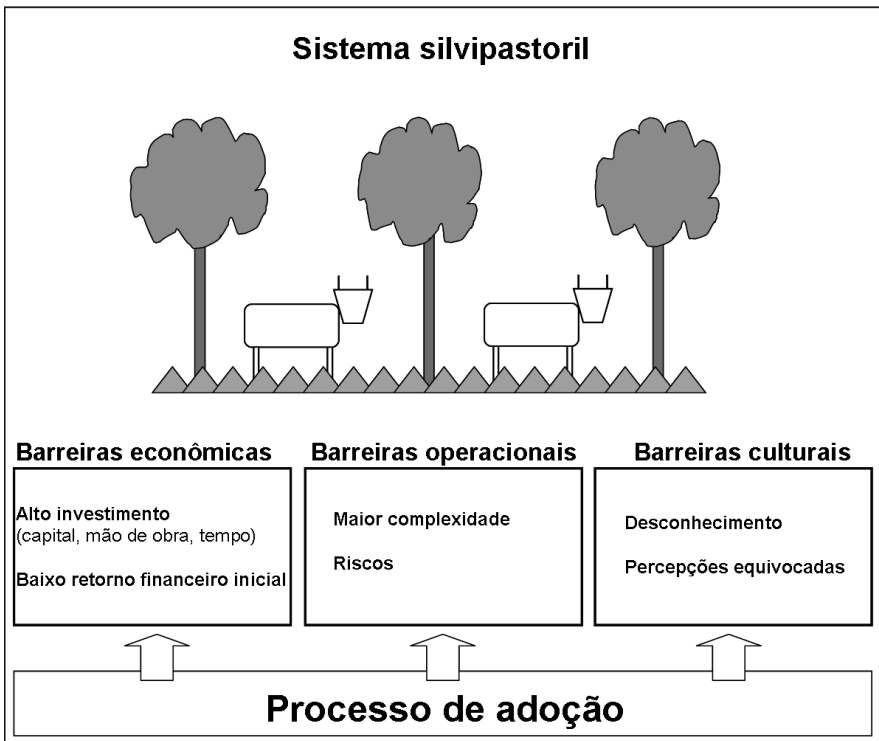 Sistema silvipastoril
Barreiras econômicas
Alto investimento
(capital, mão de obra, tempo)
Baixo retorno financeiro inicial
Barreiras operacionais
Maior complexidade
Riscos
Barreiras culturais
Desconhecimento
Percepções equivocadas
Processo de adoção